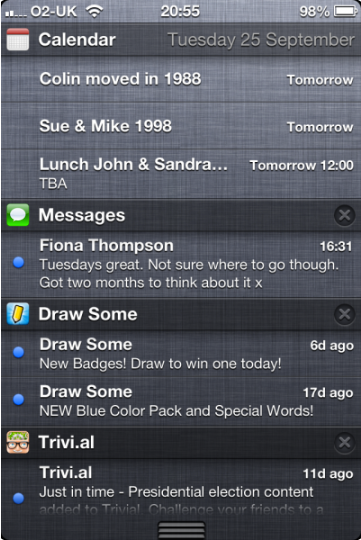 O2-UK 20:55 98%
Calendar Tuesday 25 September
Colin moved in 1988 Tomorrow
Sue & Mike 1998 Tomorrow
Lunch John & Sandra... Tomorrow 12:00
TBA
Messages
Fiona Thompson 16:31
Tuesdays great. Not sure where to go though.
Got two months to think about it x
Draw Some
Draw Some 6d ago
New Badges! Draw to win one today!
Draw Some 17d ago
NEW Blue Color Pack and Special Words!
Trivi.al
Trivi.al 11d ago
Just in time - Presidential election content
added to Trivial. Challenge your friends to a